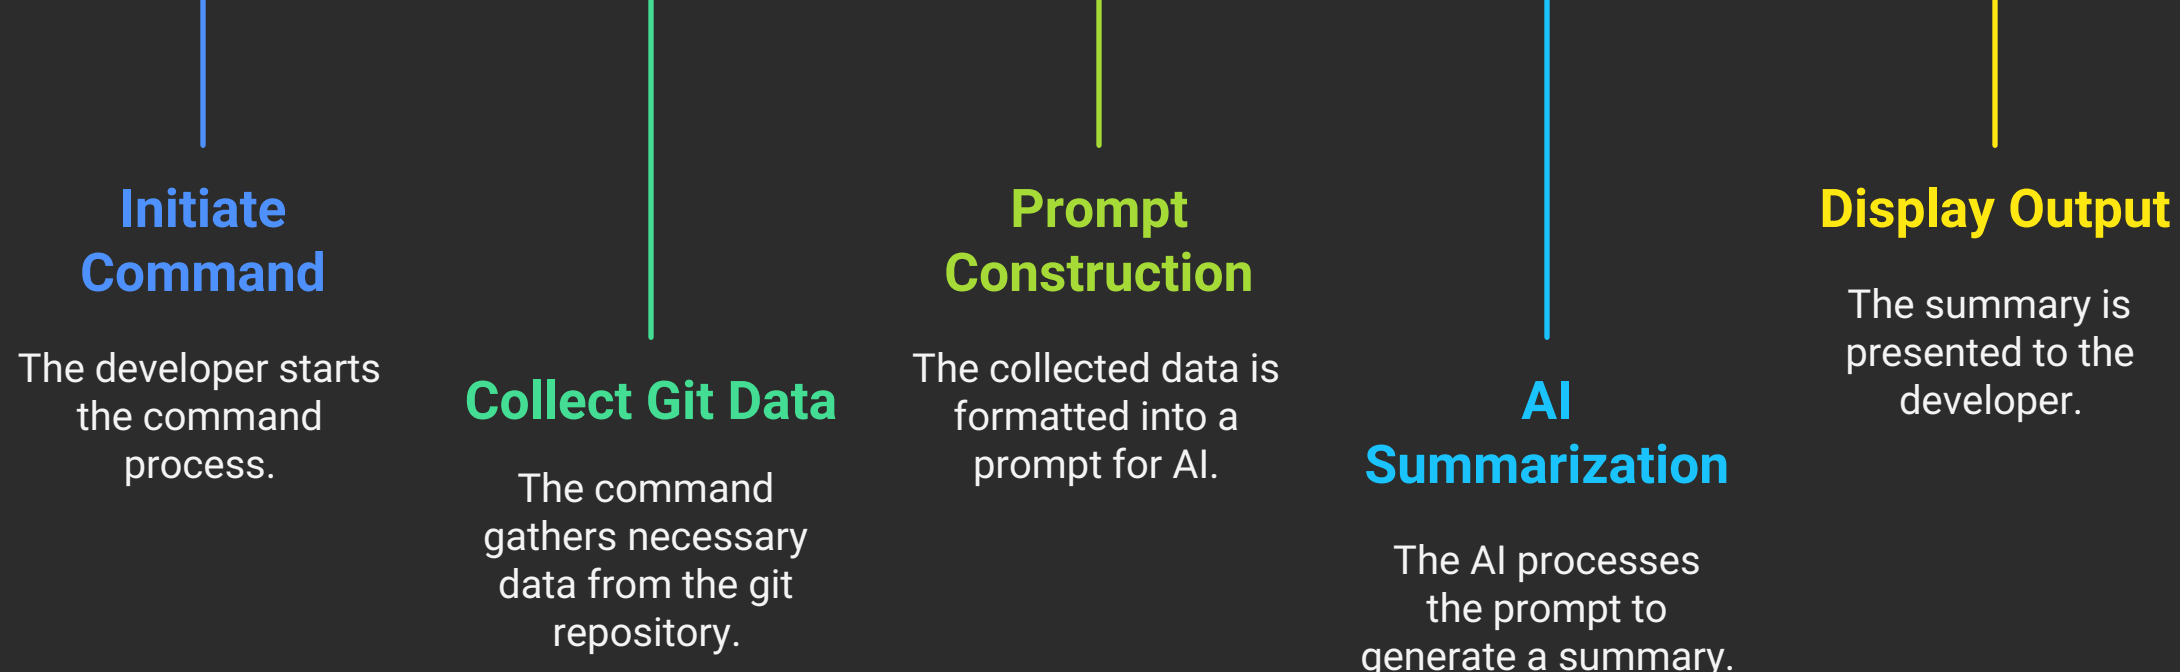 Initiate
Command
The developer starts
the command
process.
Collect Git Data
The command
gathers necessary
data from the git
repository.
Prompt
Construction
The collected data is
formatted into a
prompt for AI.
AI
Summarization
The AI processes
the prompt to
generate a summary.
Display Output
The summary is
presented to the
developer.